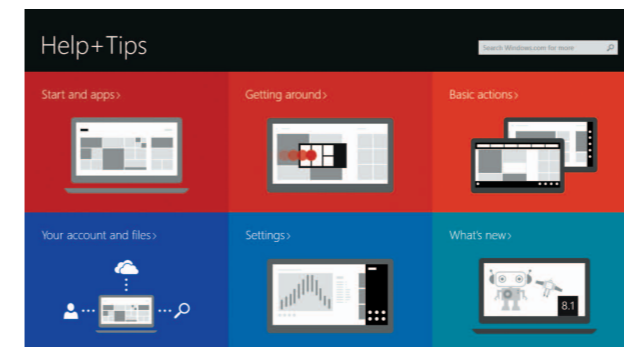 Help+Tips
Search Windows.com for more
Start and apps>
Getting around>
Basic actions>
Your account and files>
Settings>
What's new>
8.1